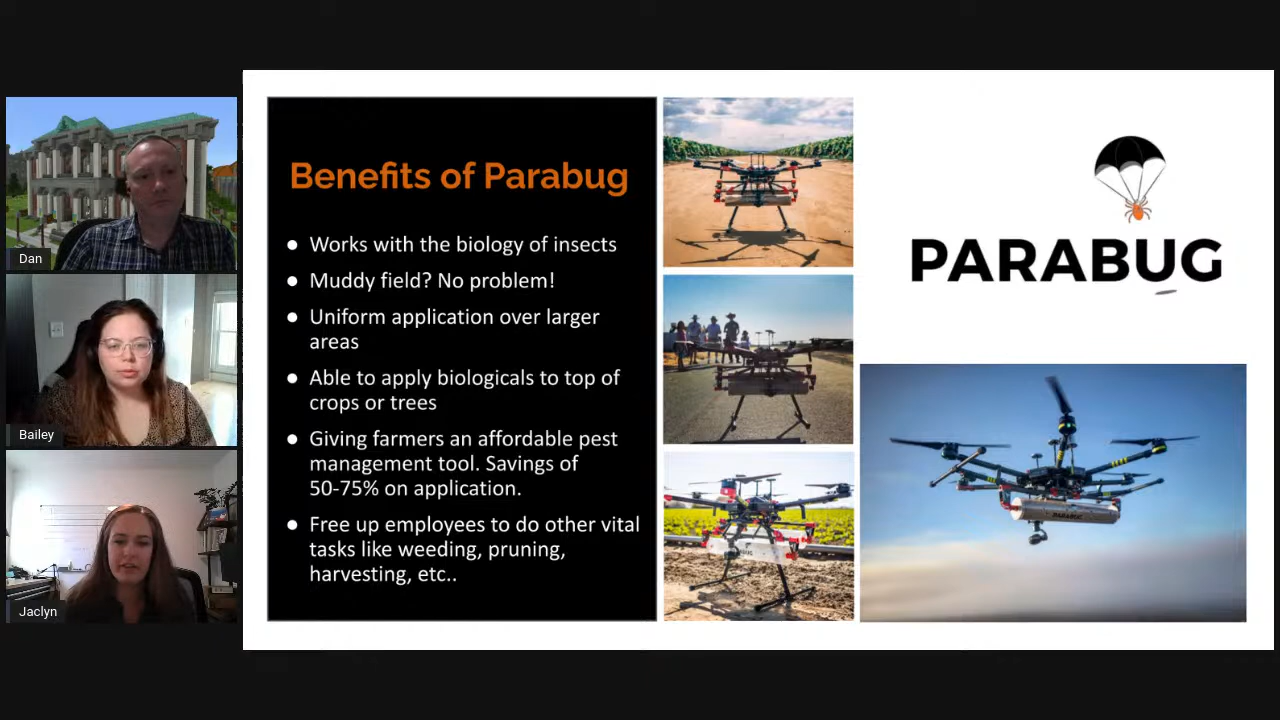 Dan
Bailey
Jaclyn
Benefits of Parabug
● Works with the biology of insects
● Muddy field? No problem!
● Uniform application over larger
areas
● Able to apply biologicals to top of
crops or trees
● Giving farmers an affordable pest
management tool. Savings of
50-75% on application.
● Free up employees to do other vital
tasks like weeding, pruning,
harvesting, etc..
PARABUG
PARABUG
PARABUG